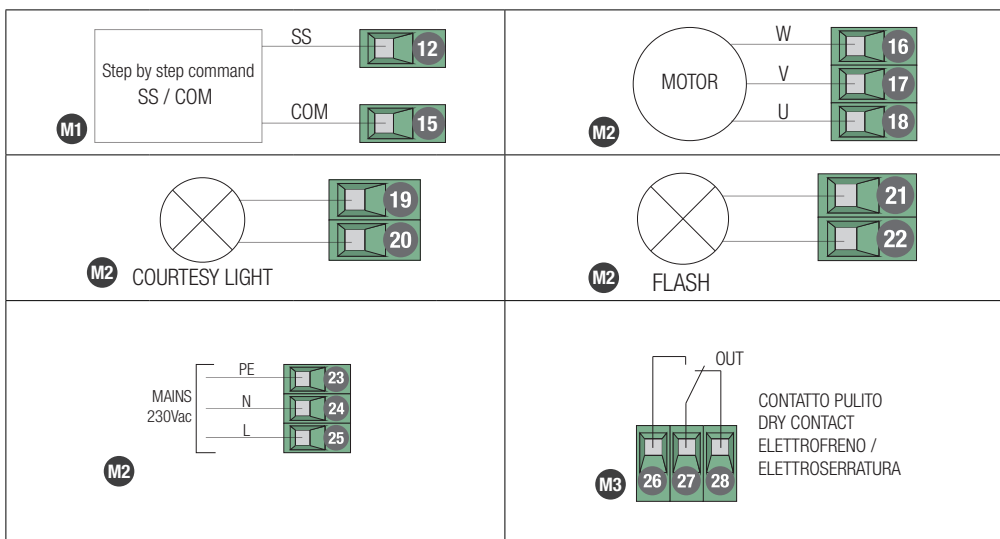 Step by step command
SS / COM
SS
12
COM
15
M1
MOTOR
W
16
V
17
U
18
M2
19
20
M2
COURTESY LIGHT
21
22
M2
FLASH
MAINS
230Vac
PE
23
N
24
L
25
M2
OUT
26
27
28
M3
CONTATTO PULITO
DRY CONTACT
ELETTROFRENO /
ELETTROSERRATURA